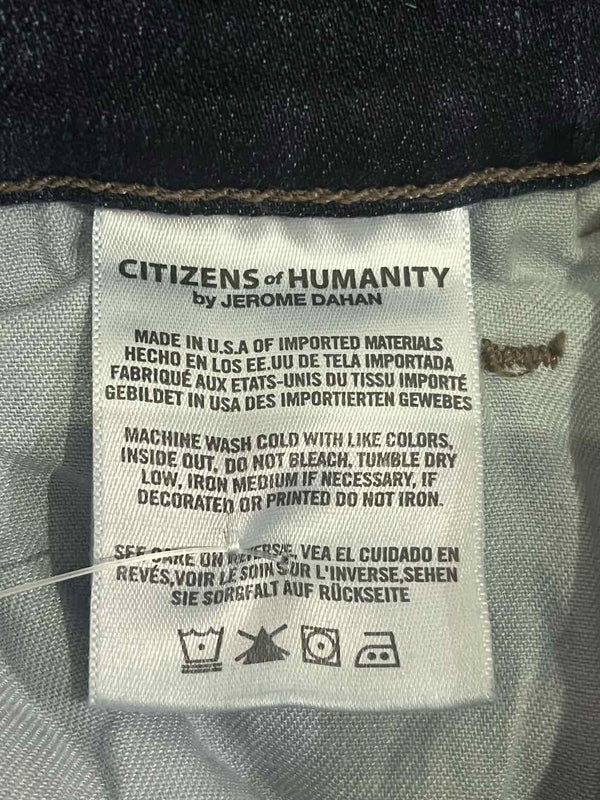 CITIZENS of HUMANITY
by JEROME DAHAN
MADE IN U.S.A OF IMPORTED MATERIALS
HECHO EN LOS EE.UU DE TELA IMPORTADA
FABRIQUÉ AUX ETATS-UNIS DU TISSU IMPORTÉ
GEBILDET IN USA DES IMPORTIERTEN GEWEBES
MACHINE WASH COLD WITH LIKE COLORS,
INSIDE OUT, DO NOT BLEACH, TUMBLE DRY
LOW, IRON MEDIUM IF NECESSARY, IF
DECORATED OR PRINTED DO NOT IRON.
SEE CARE ON REVERSE, VEA EL CUIDADO EN
REVÉS,VOIR LE SOIN SUR L'INVERSE,SEHEN
SIE SORGFALT AUF RÜCKSEITE